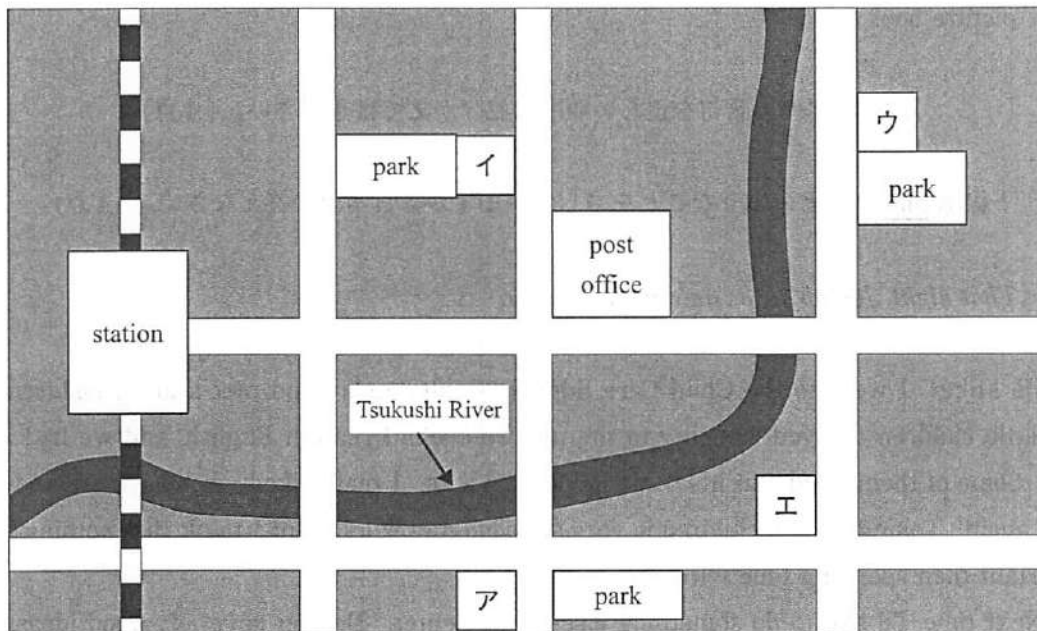 park
イ
ウ
park
post
office
station
Tsukushi River
エ
ア
park